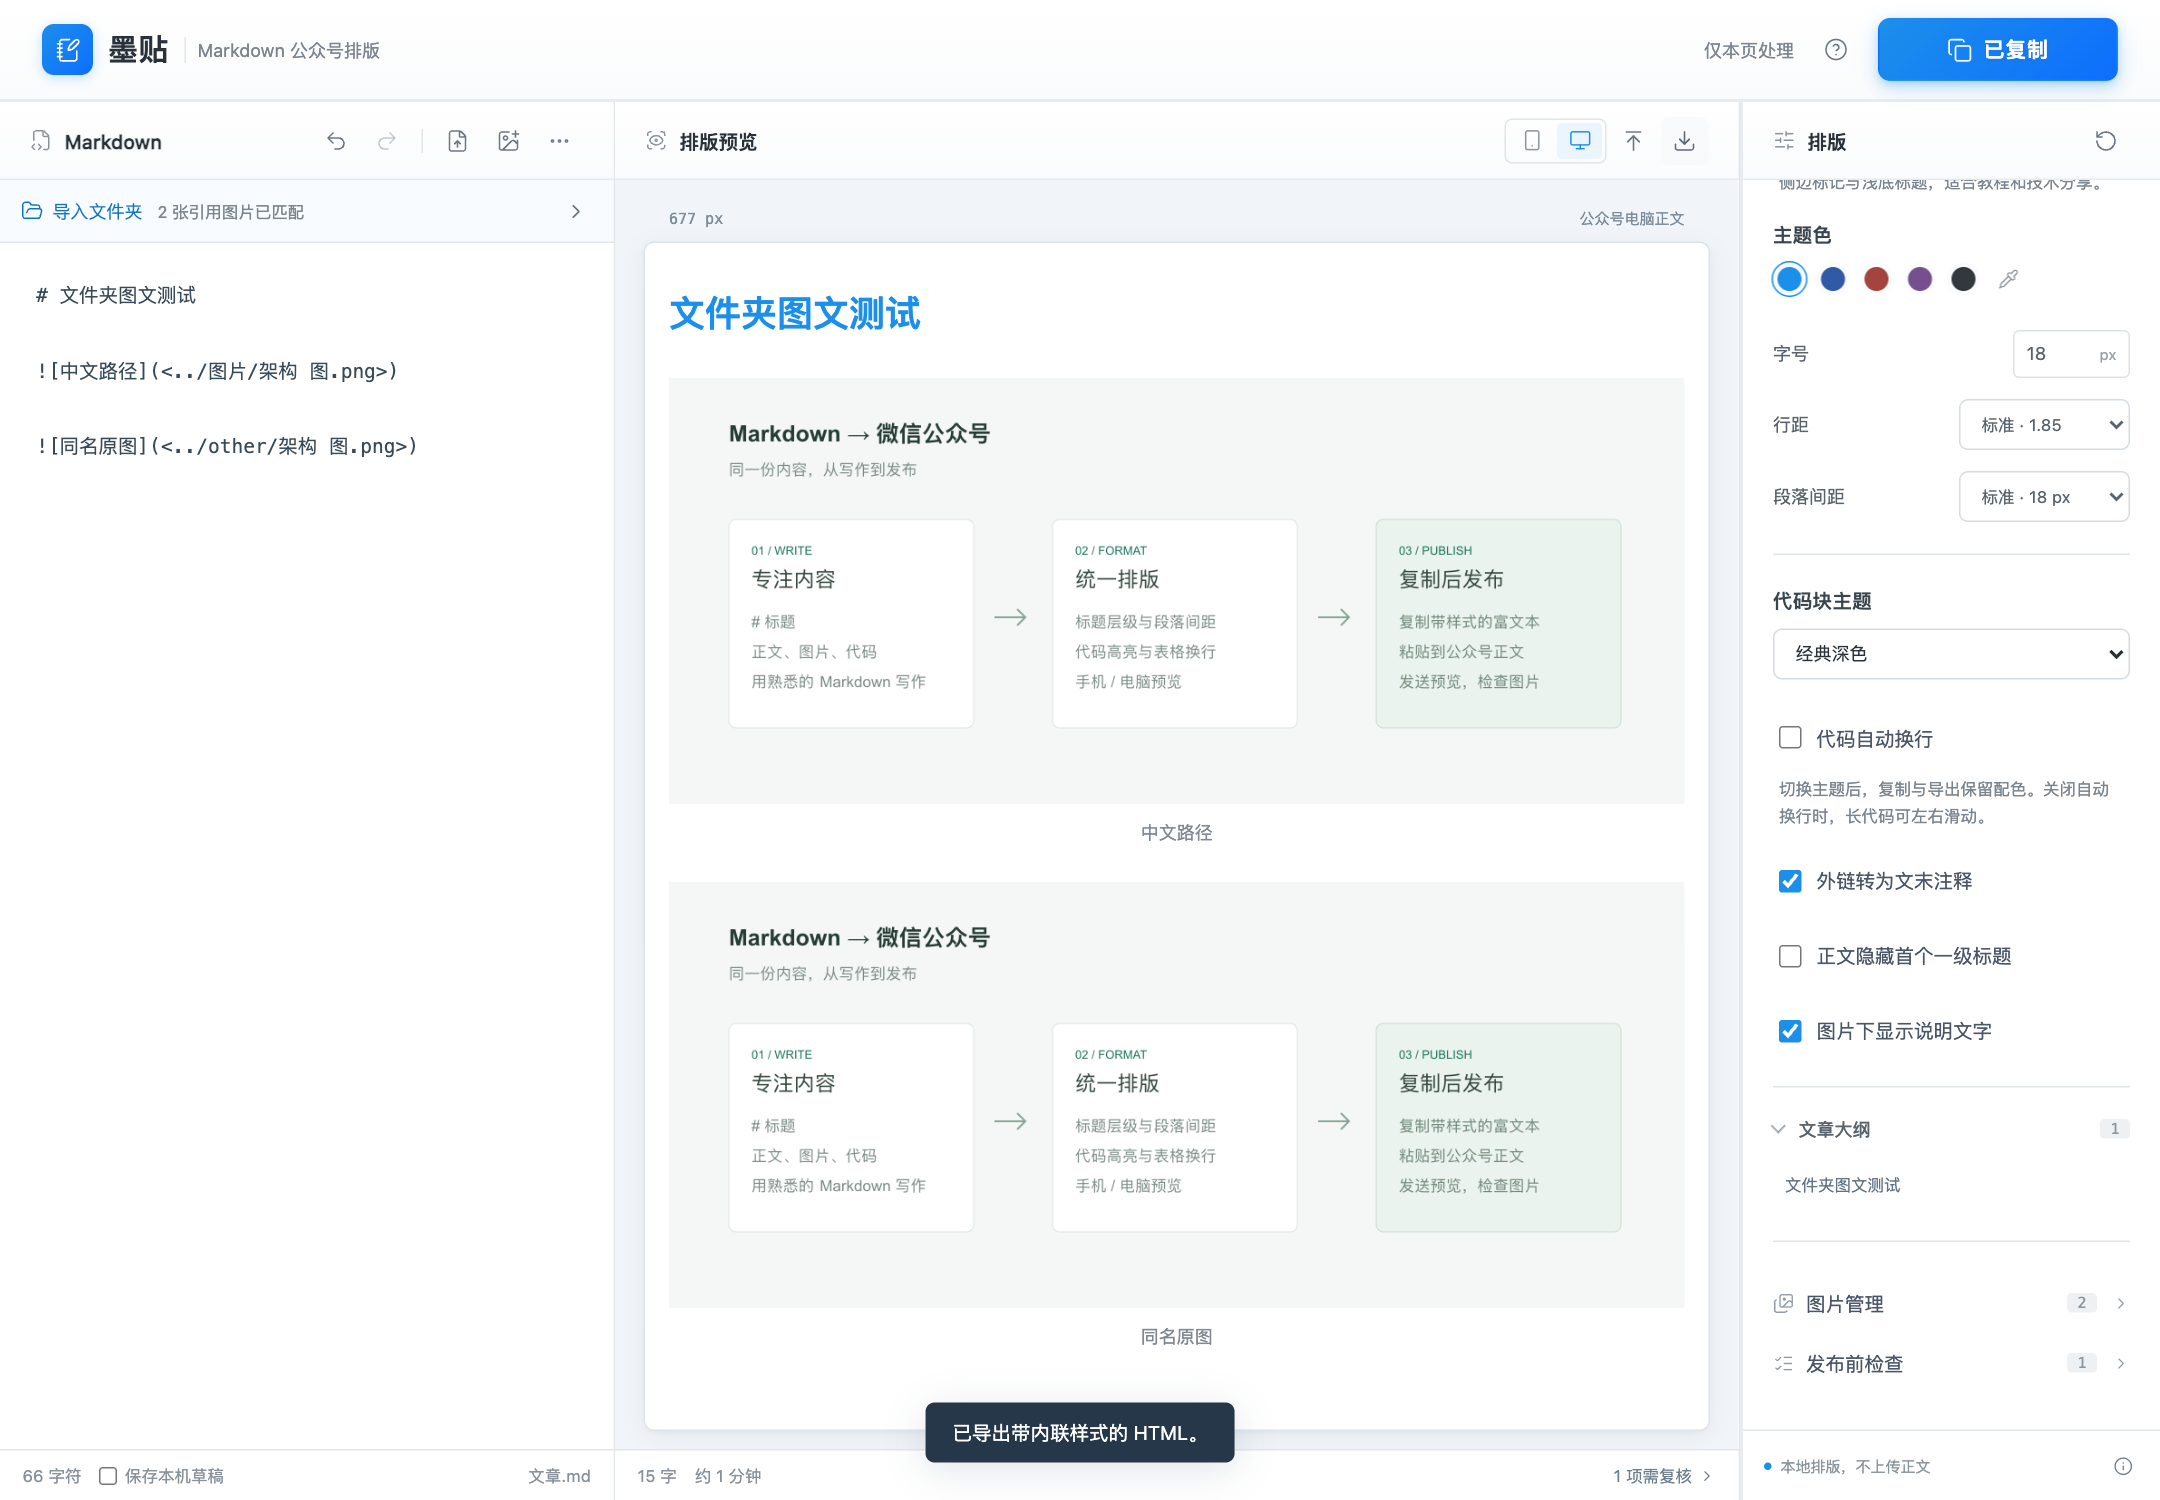 墨贴
Markdown 公众号排版
仅本页处理
已复制
Markdown
导入文件夹 2 张引用图片已匹配
# 文件夹图文测试
![中文路径](<../图片/架构 图.png>)
![同名原图](<../other/架构 图.png>)
66 字符
保存本机草稿
文章.md
排版预览
677 px
公众号电脑正文
文件夹图文测试
Markdown → 微信公众号
同一份内容，从写作到发布
01 / WRITE
专注内容
# 标题
正文、图片、代码
用熟悉的 Markdown 写作
02 / FORMAT
统一排版
标题层级与段落间距
代码高亮与表格换行
手机 / 电脑预览
03 / PUBLISH
复制后发布
复制带样式的富文本
粘贴到公众号正文
发送预览，检查图片
中文路径
Markdown → 微信公众号
同一份内容，从写作到发布
01 / WRITE
专注内容
# 标题
正文、图片、代码
用熟悉的 Markdown 写作
02 / FORMAT
统一排版
标题层级与段落间距
代码高亮与表格换行
手机 / 电脑预览
03 / PUBLISH
复制后发布
复制带样式的富文本
粘贴到公众号正文
发送预览，检查图片
同名原图
已导出带内联样式的 HTML。
15 字 约 1 分钟
1 项需复核
排版
侧边标记与浅底标题，适合教程和技术分享。
主题色
字号
18 px
行距
标准 · 1.85
段落间距
标准 · 18 px
代码块主题
经典深色
代码自动换行
切换主题后，复制与导出保留配色。关闭自动
换行时，长代码可左右滑动。
外链转为文末注释
正文隐藏首个一级标题
图片下显示说明文字
文章大纲 1
文件夹图文测试
图片管理 2
发布前检查 1
本地排版，不上传正文